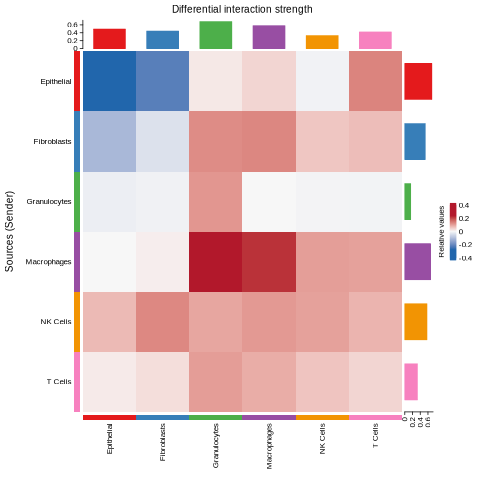 Differential interaction strength
0.6
0.4
0.2
0
Epithelial
Fibroblasts
Granulocytes
Macrophages
NK Cells
T Cells
Sources (Sender)
Relative values
0.4
0.2
0
-0.2
-0.4
0
0.2
0.4
0.6
Epithelial
Fibroblasts
Granulocytes
Macrophages
NK Cells
T Cells